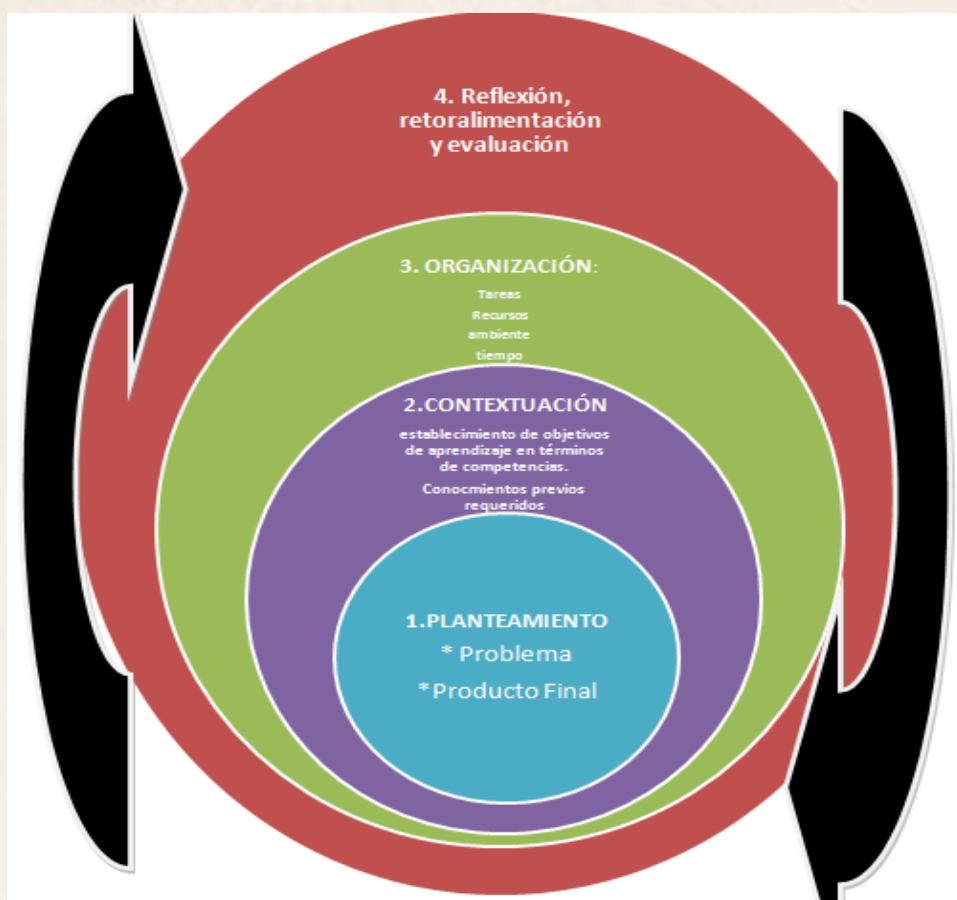 4. Reflexión,
retoralimentación
y evaluación
3. ORGANIZACIÓN:
Tareas
Recursos
ambiente
tiempo
2.CONTEXTUACIÓN
establecimiento de objetivos
de aprendizaje en términos
de competencias.
Conocmientos previos
requeridos
1.PLANTEAMIENTO
* Problema
*Producto Final